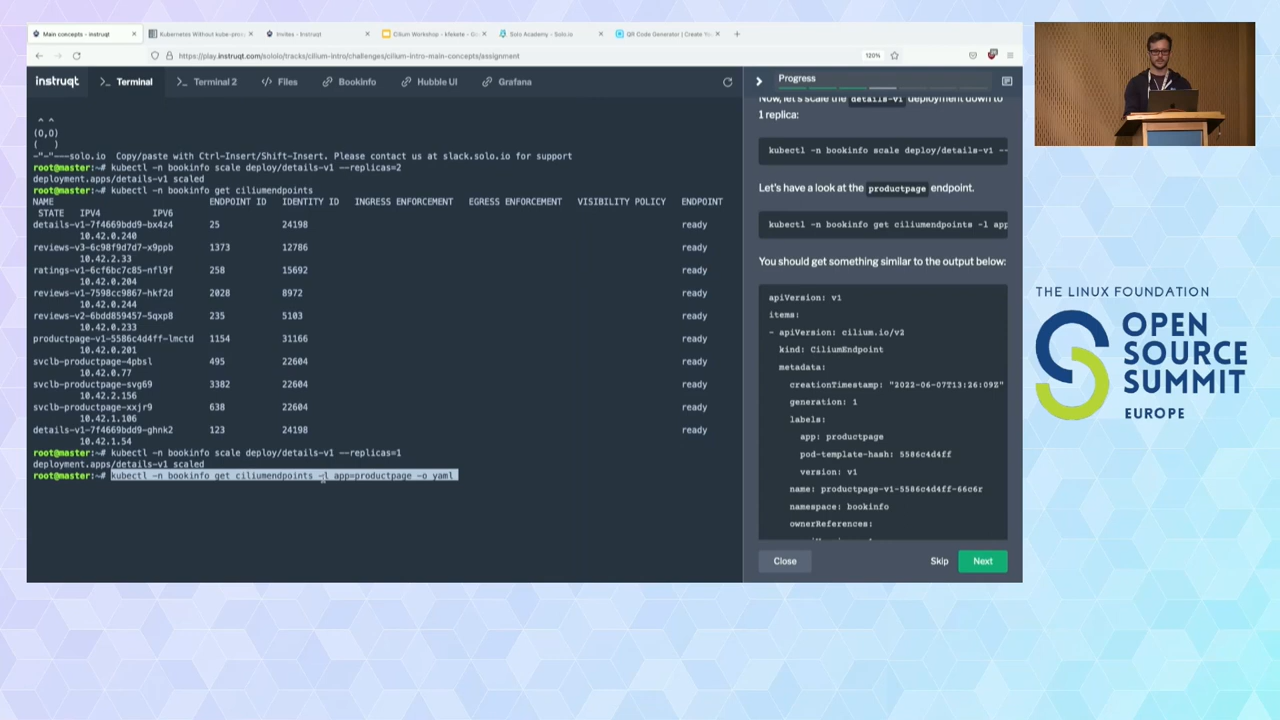 Main concepts - Instruqt
Kubernetes Without kube-prox
Invites - Instruqt
Cilium Workshop - kfekete - G
Solo Academy - Solo.io
QR Code Generator | Create Yo
https://play.instruqt.com/sololo/tracks/cilium-intro/challenges/cilium-intro-main-concepts/assignment
120%
instruqt
>_ Terminal
>_ Terminal 2
</> Files
Bookinfo
Hubble UI
Grafana
Progress
^ ^
(O,O)
( )
-"-"---solo.io Copy/paste with Ctrl-Insert/Shift-Insert. Please contact us at slack.solo.io for support
root@master:~# kubectl -n bookinfo scale deploy/details-v1 --replicas=2
deployment.apps/details-v1 scaled
root@master:~# kubectl -n bookinfo get ciliumendpoints
NAME ENDPOINT ID IDENTITY ID INGRESS ENFORCEMENT EGRESS ENFORCEMENT VISIBILITY POLICY ENDPOINT
STATE IPV4 IPV6
details-v1-7f4669bdd9-bx4z4 25 24198 ready
10.42.0.240
reviews-v3-6c98f9d7d7-x9ppb 1373 12786 ready
10.42.2.33
ratings-v1-6cf6bc7c85-nfl9f 258 15692 ready
10.42.0.204
reviews-v1-7598cc9867-hkf2d 2028 8972 ready
10.42.0.244
reviews-v2-6bdd859457-5qxp8 235 5103 ready
10.42.0.233
productpage-v1-5586c4d4ff-lmctd 1154 31166 ready
10.42.0.201
svclb-productpage-4pbsl 495 22604 ready
10.42.0.77
svclb-productpage-svg69 3382 22604 ready
10.42.2.156
svclb-productpage-xxjr9 638 22604 ready
10.42.1.106
details-v1-7f4669bdd9-ghnk2 123 24198 ready
10.42.1.54
root@master:~# kubectl -n bookinfo scale deploy/details-v1 --replicas=1
deployment.apps/details-v1 scaled
root@master:~# kubectl -n bookinfo get ciliumendpoints -l app=productpage -o yaml
Now, let's scale the details-v1 deployment down to
1 replica:
kubectl -n bookinfo scale deploy/details-v1 --
Let's have a look at the productpage endpoint.
kubectl -n bookinfo get ciliumendpoints -l app
You should get something similar to the output below:
apiVersion: v1
items:
- apiVersion: cilium.io/v2
kind: CiliumEndpoint
metadata:
creationTimestamp: "2022-06-07T13:26:09Z"
generation: 1
labels:
app: productpage
pod-template-hash: 5586c4d4ff
version: v1
name: productpage-v1-5586c4d4ff-66c6r
namespace: bookinfo
ownerReferences:
Close
Skip
Next
THE LINUX FOUNDATION
OPEN
SOURCE
SUMMIT
EUROPE